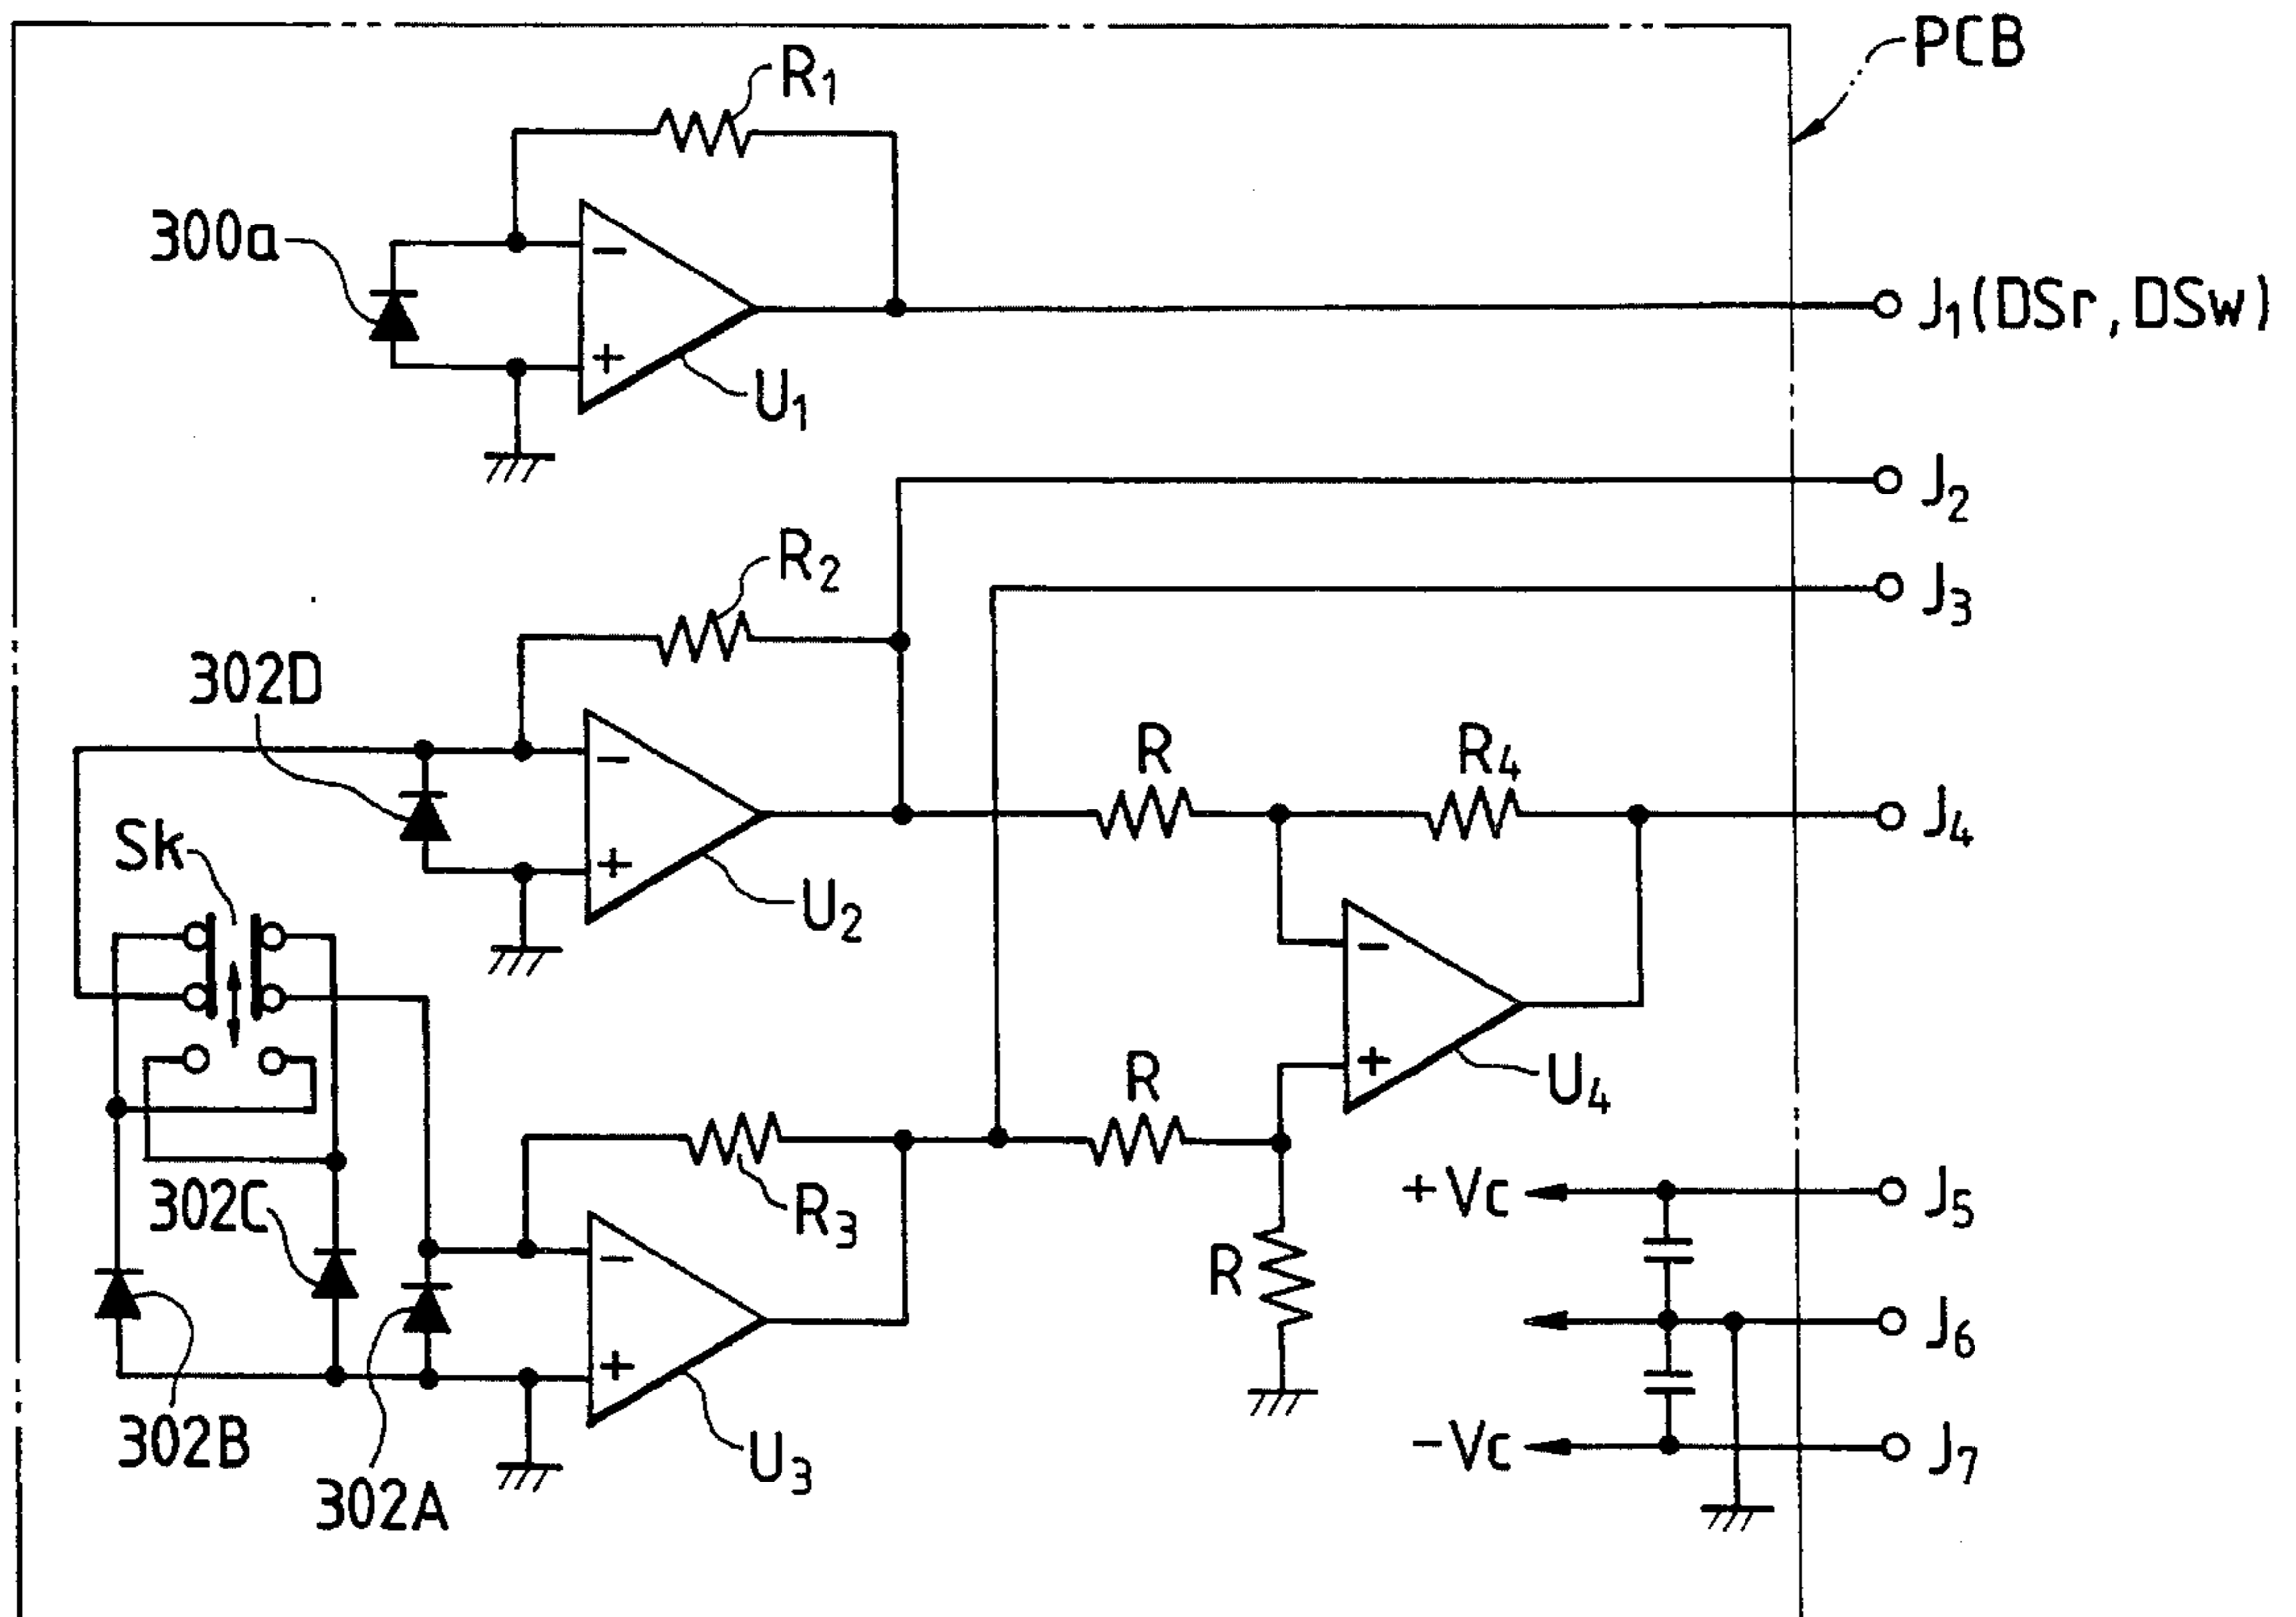 PCB
R1
300a
−
+
U1
J1(DSr,DSw)
J2
J3
R2
302D
−
+
U2
R
R4
J4
Sk
−
+
U4
R
R3
302C
+Vc
J5
−
+
R
J6
302B
302A
U3
−Vc
J7